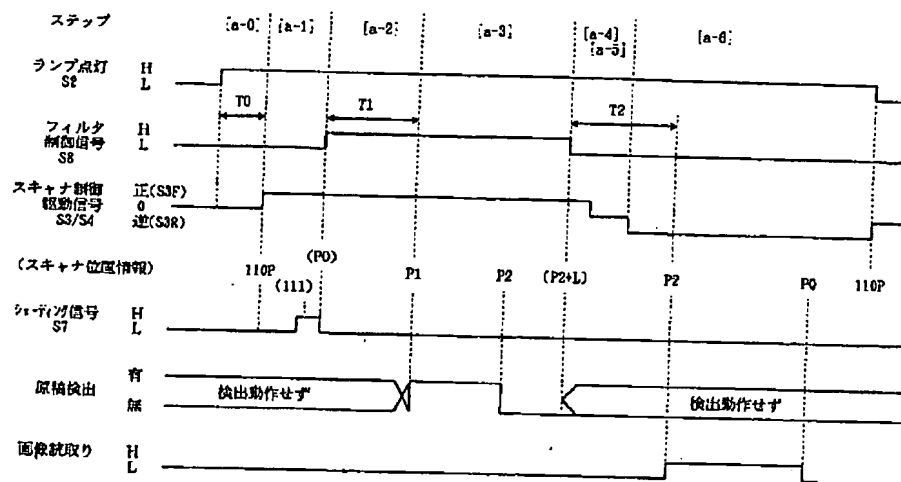 ステップ [a-0] [a-1] [a-2] [a-3] [a-4] [a-6]
[a-5]
ランプ点灯 H
S2 L
T0 T1 T2
フィルタ H
制御信号 L
S8
スキャナ制御 正(S3F)
駆動信号 0
S3/S4 逆(S3R)
(スキャナ位置情報) 110P (P0) P1 P2 (P2+L) P2 P0 110P
(111)
シェーディング信号 H
S7 L
原稿検出 有
検出動作せず 検出動作せず
無
画像読取り H
L